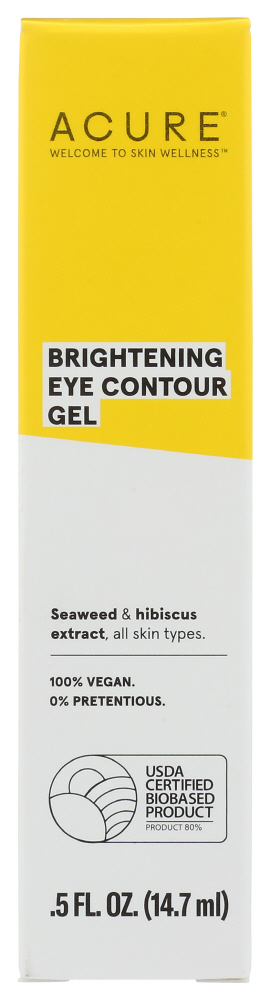 ACURE®
WELCOME TO SKIN WELLNESS™
BRIGHTENING
EYE CONTOUR
GEL
Seaweed & hibiscus
extract, all skin types.
100% VEGAN.
0% PRETENTIOUS.
USDA
CERTIFIED
BIOBASED
PRODUCT
PRODUCT 80%
.5 FL. OZ. (14.7 ml)